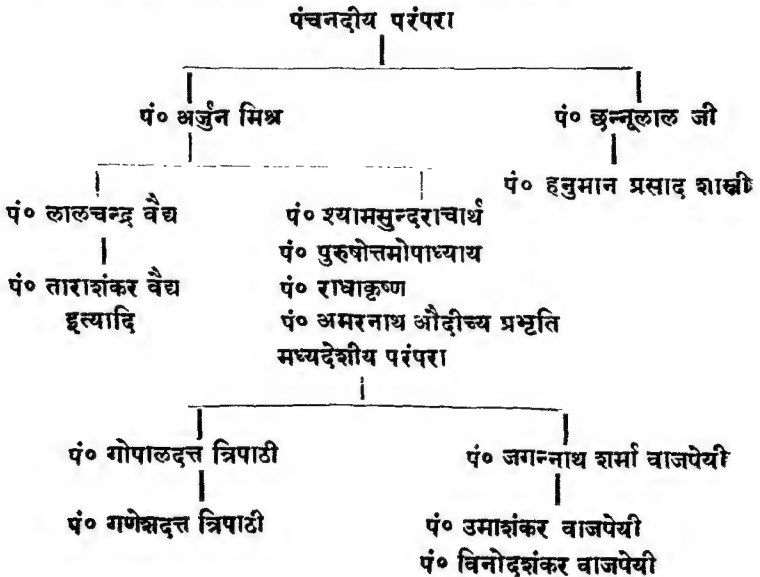 पंचनदीय परंपरा
पं० अर्जुन मिश्र
पं० छन्नूलाल जी
पं० हनुमान प्रसाद शास्त्री
पं० लालचन्द्र वैद्य
पं० ताराशंकर वैद्य
इत्यादि
पं० श्यामसुन्दराचार्य
पं० पुरुषोत्तमोपाध्याय
पं० राधाकृष्ण
पं० अमरनाथ औदीच्य प्रभृति
मध्यदेशीय परंपरा
पं० गोपालदत्त त्रिपाठी
पं० गणेशदत्त त्रिपाठी
पं० जगन्नाथ शर्मा वाजपेयी
पं० उमाशंकर वाजपेयी
पं० विनोदशंकर वाजपेयी